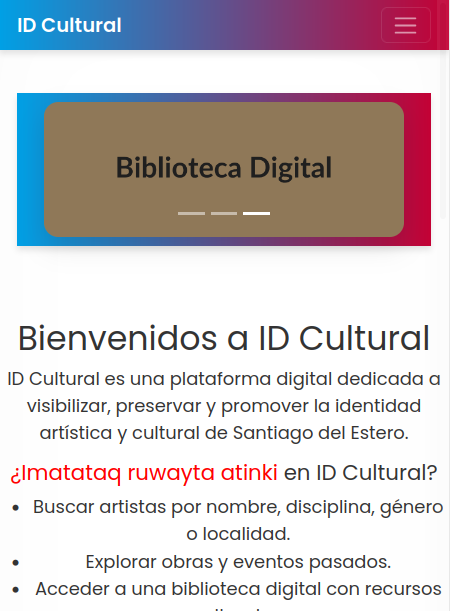 ID Cultural
Biblioteca Digital
Bienvenidos a ID Cultural
ID Cultural es una plataforma digital dedicada a
visibilizar, preservar y promover la identidad
artística y cultural de Santiago del Estero.
¿Imatataq ruwayta atinki en ID Cultural?
• Buscar artistas por nombre, disciplina, género
o localidad.
• Explorar obras y eventos pasados.
• Acceder a una biblioteca digital con recursos